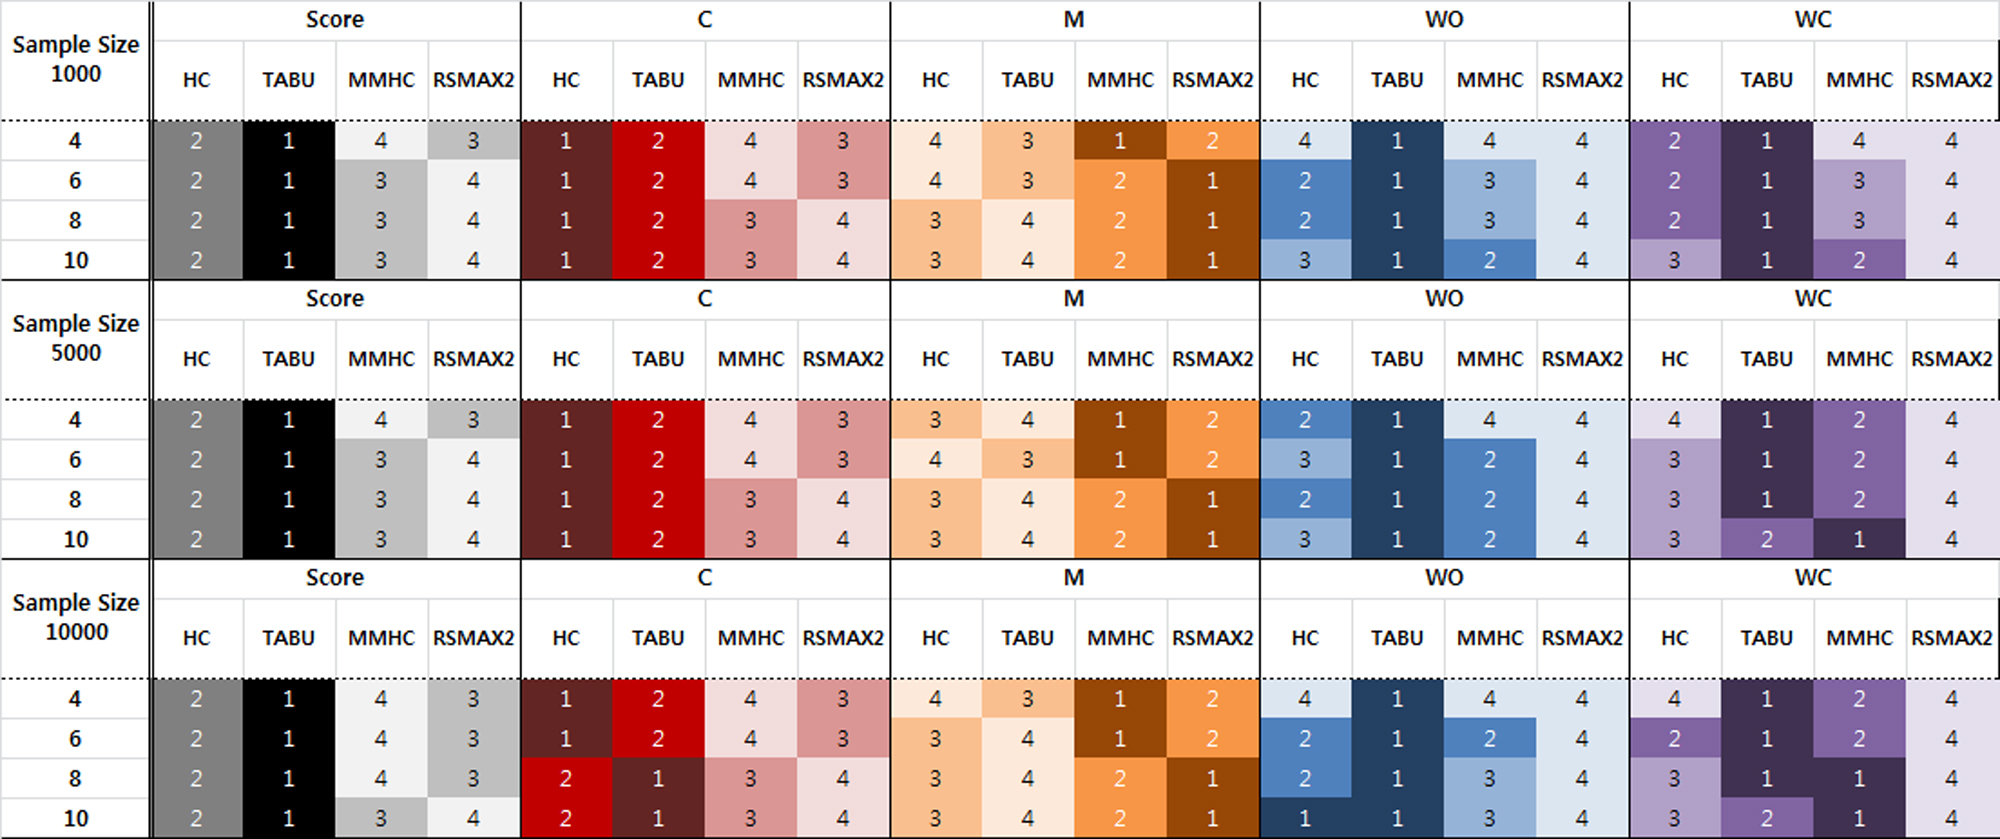 Sample Size 1000 Score C M WO WC
HC TABU MMHC RSMAX2 HC TABU MMHC RSMAX2 HC TABU MMHC RSMAX2 HC TABU MMHC RSMAX2 HC TABU MMHC RSMAX2
4 2 1 4 3 1 2 4 3 4 3 1 2 4 1 4 4 2 1 4 4
6 2 1 3 4 1 2 4 3 4 3 2 1 2 1 3 4 2 1 3 4
8 2 1 3 4 1 2 3 4 3 4 2 1 2 1 3 4 2 1 3 4
10 2 1 3 4 1 2 3 4 3 4 2 1 3 1 2 4 3 1 2 4
Sample Size 5000 Score C M WO WC
HC TABU MMHC RSMAX2 HC TABU MMHC RSMAX2 HC TABU MMHC RSMAX2 HC TABU MMHC RSMAX2 HC TABU MMHC RSMAX2
4 2 1 4 3 1 2 4 3 3 4 1 2 2 1 4 4 4 1 2 4
6 2 1 3 4 1 2 4 3 4 3 1 2 3 1 2 4 3 1 2 4
8 2 1 3 4 1 2 3 4 3 4 2 1 2 1 2 4 3 1 2 4
10 2 1 3 4 1 2 3 4 3 4 2 1 3 1 2 4 3 2 1 4
Sample Size 10000 Score C M WO WC
HC TABU MMHC RSMAX2 HC TABU MMHC RSMAX2 HC TABU MMHC RSMAX2 HC TABU MMHC RSMAX2 HC TABU MMHC RSMAX2
4 2 1 4 3 1 2 4 3 4 3 1 2 4 1 4 4 4 1 2 4
6 2 1 4 3 1 2 4 3 3 4 1 2 2 1 2 4 2 1 2 4
8 2 1 4 3 2 1 3 4 3 4 2 1 2 1 3 4 3 1 1 4
10 2 1 3 4 2 1 3 4 3 4 2 1 1 1 3 4 3 2 1 4